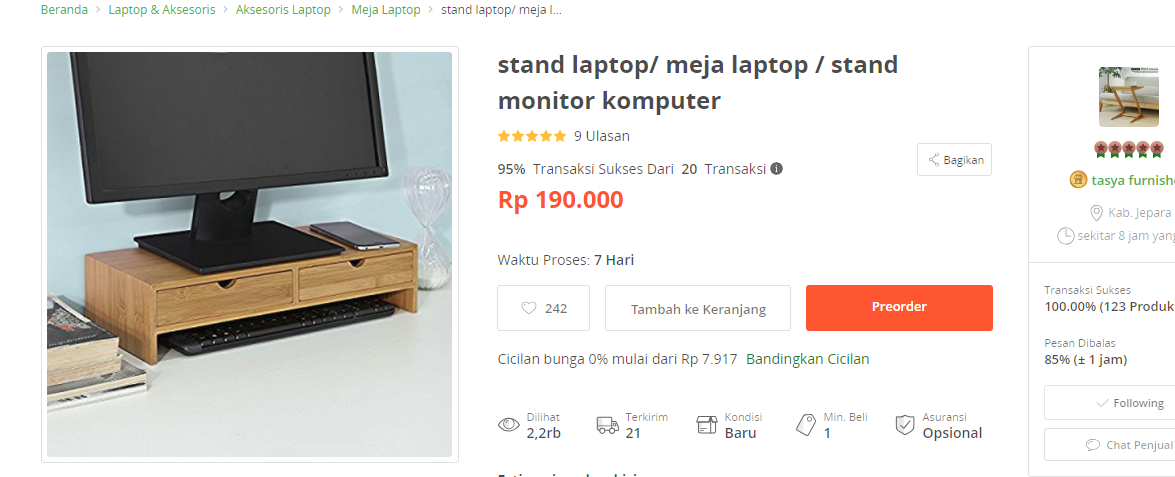 Beranda > Laptop & Aksesoris > Aksesoris Laptop > Meja Laptop > stand laptop/ meja l...
stand laptop/ meja laptop / stand
monitor komputer
9 Ulasan
95% Transaksi Sukses Dari 20 Transaksi
Bagikan
Rp 190.000
Waktu Proses: 7 Hari
242
Tambah ke Keranjang
Preorder
Cicilan bunga 0% mulai dari Rp 7.917 Bandingkan Cicilan
Dilihat
2,2rb
Terkirim
21
Kondisi
Baru
Min. Beli
1
Asuransi
Opsional
tasya furnish
Kab. Jepara
sekitar 8 jam yang
Transaksi Sukses
100.00% (123 Produk
Pesan Dibalas
85% (± 1 jam)
Following
Chat Penjual